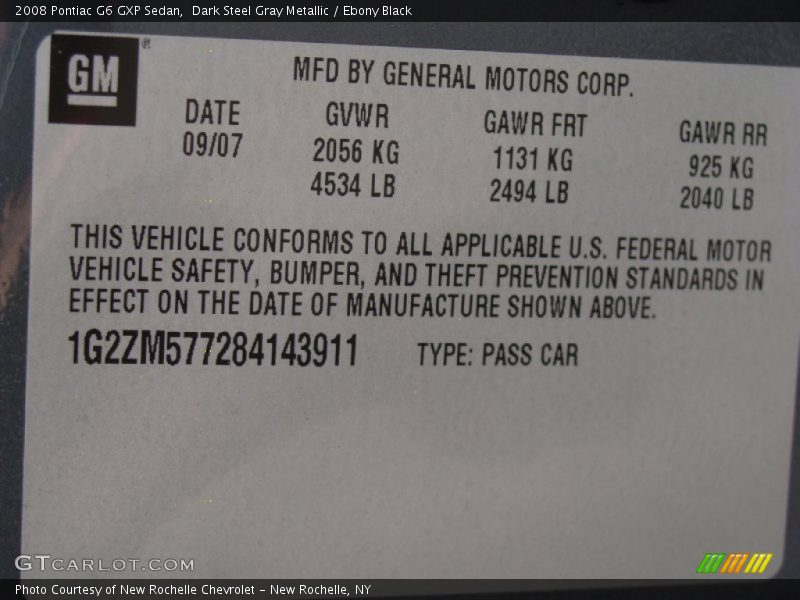 2008 Pontiac G6 GXP Sedan, Dark Steel Gray Metallic / Ebony Black
GM ®
MFD BY GENERAL MOTORS CORP.
DATE GVWR GAWR FRT GAWR RR
09/07 2056 KG 1131 KG 925 KG
4534 LB 2494 LB 2040 LB
THIS VEHICLE CONFORMS TO ALL APPLICABLE U.S. FEDERAL MOTOR
VEHICLE SAFETY, BUMPER, AND THEFT PREVENTION STANDARDS IN
EFFECT ON THE DATE OF MANUFACTURE SHOWN ABOVE.
1G2ZM577284143911 TYPE: PASS CAR
GTCARLOT.COM
Photo Courtesy of New Rochelle Chevrolet - New Rochelle, NY